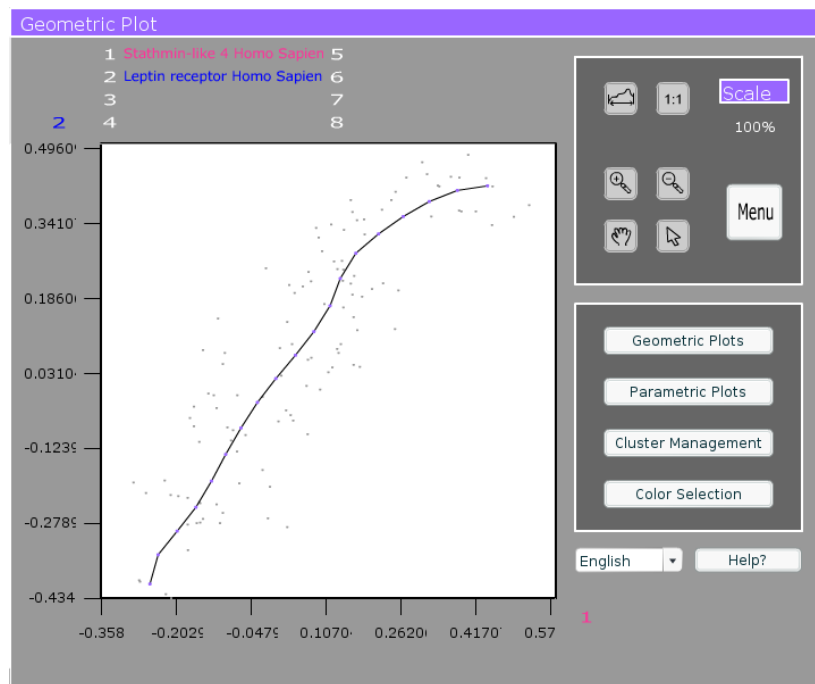 Geometric Plot
1 Stathmin-like 4 Homo Sapien 5
2 Leptin receptor Homo Sapien 6
3 7
4 8
2
0.4960
0.3410
0.1860
0.0310
-0.1239
-0.2789
-0.434
-0.358 -0.2029 -0.0479 0.1070 0.2620 0.4170 0.57
1
1:1
Scale
100%
Menu
Geometric Plots
Parametric Plots
Cluster Management
Color Selection
English
Help?